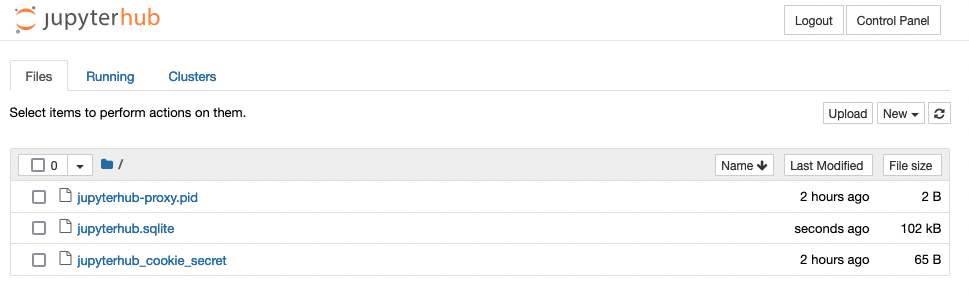 jupyterhub Logout Control Panel
Files Running Clusters
Select items to perform actions on them. Upload New
0 / Name Last Modified File size
jupyterhub-proxy.pid 2 hours ago 2 B
jupyterhub.sqlite seconds ago 102 kB
jupyterhub_cookie_secret 2 hours ago 65 B